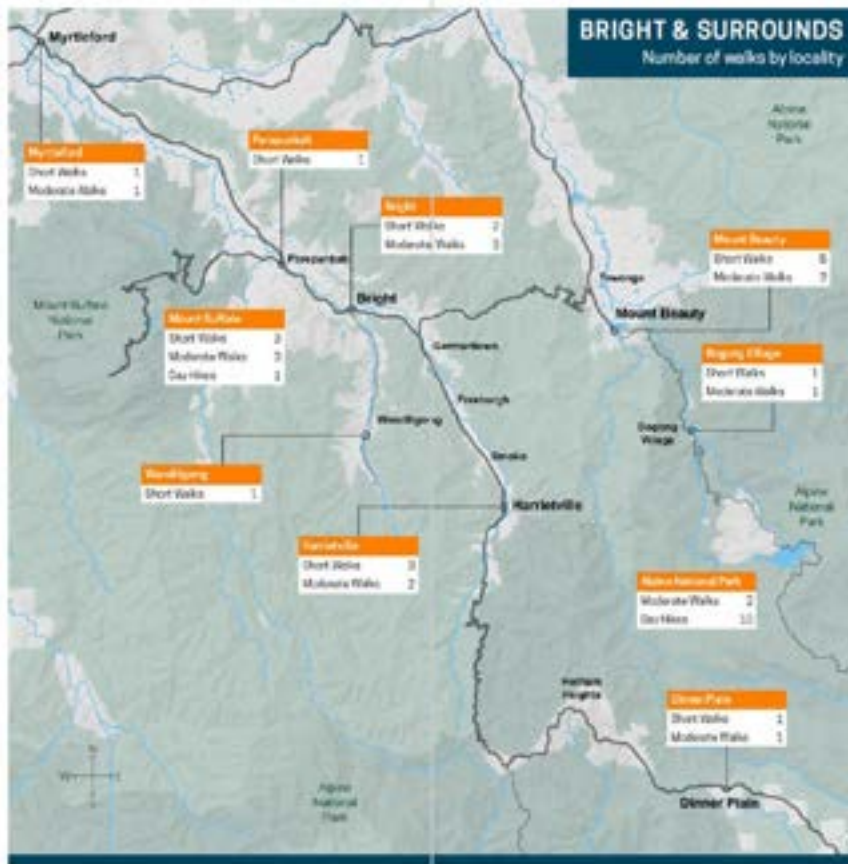 BRIGHT & SURROUNDS
Number of walks by locality
Myrtleford
Alpine
National
Park
Myrtleford
Short Walks 1
Moderate Walks 1
Porepunkah
Short Walks 1
Bright
Short Walks 2
Moderate Walks 3
Porepunkah
Bright
Mount Beauty
Short Walks
Moderate Walks
Tawonga
Mount Beauty
Mount Buffalo
National
Park
Mount Buffalo
Short Walks
Moderate Walks 3
Day Hikes 1
Germantown
Freeburgh
Bogong Village
Short Walks 1
Moderate Walks 1
Wandiligong
Bogong
Village
Smoko
Wandiligong
Short Walks 1
Harrietville
Alpine
National
Park
Harrietville
Short Walks 3
Moderate Walks 2
Alpine National Park
Moderate Walks 2
Day Hikes 10
Hotham
Heights
Dinner Plain
Short Walks 1
Moderate Walks 1
N
W E
Alpine
National
Park
Dinner Plain